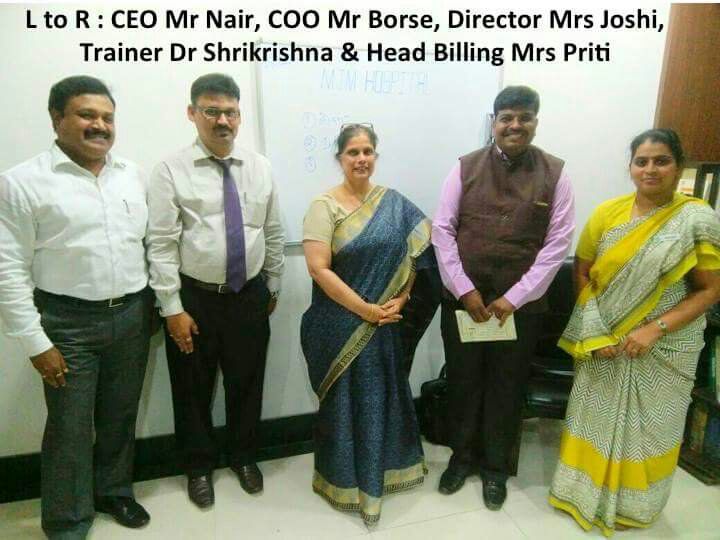 L to R : CEO Mr Nair, COO Mr Borse, Director Mrs Joshi,
Trainer Dr Shrikrishna & Head Billing Mrs Priti
MJM HOSPITAL
①
②
③